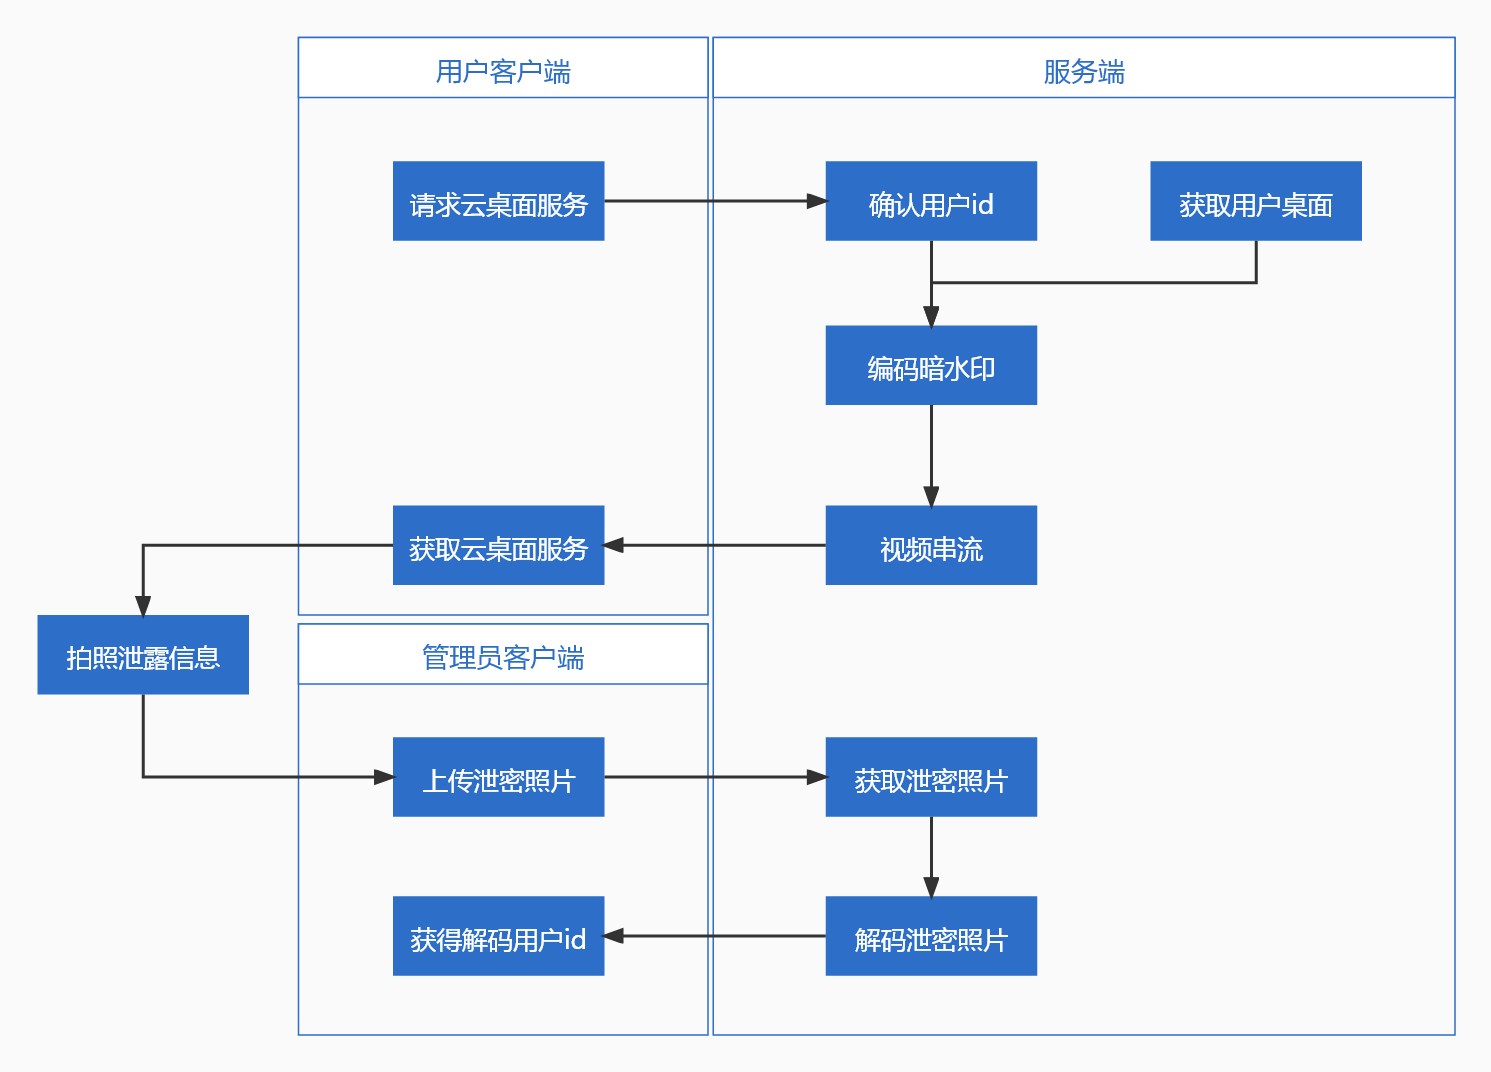 用户客户端
服务端
请求云桌面服务
确认用户id
获取用户桌面
编码暗水印
获取云桌面服务
视频串流
拍照泄露信息
管理员客户端
上传泄密照片
获取泄密照片
获得解码用户id
解码泄密照片